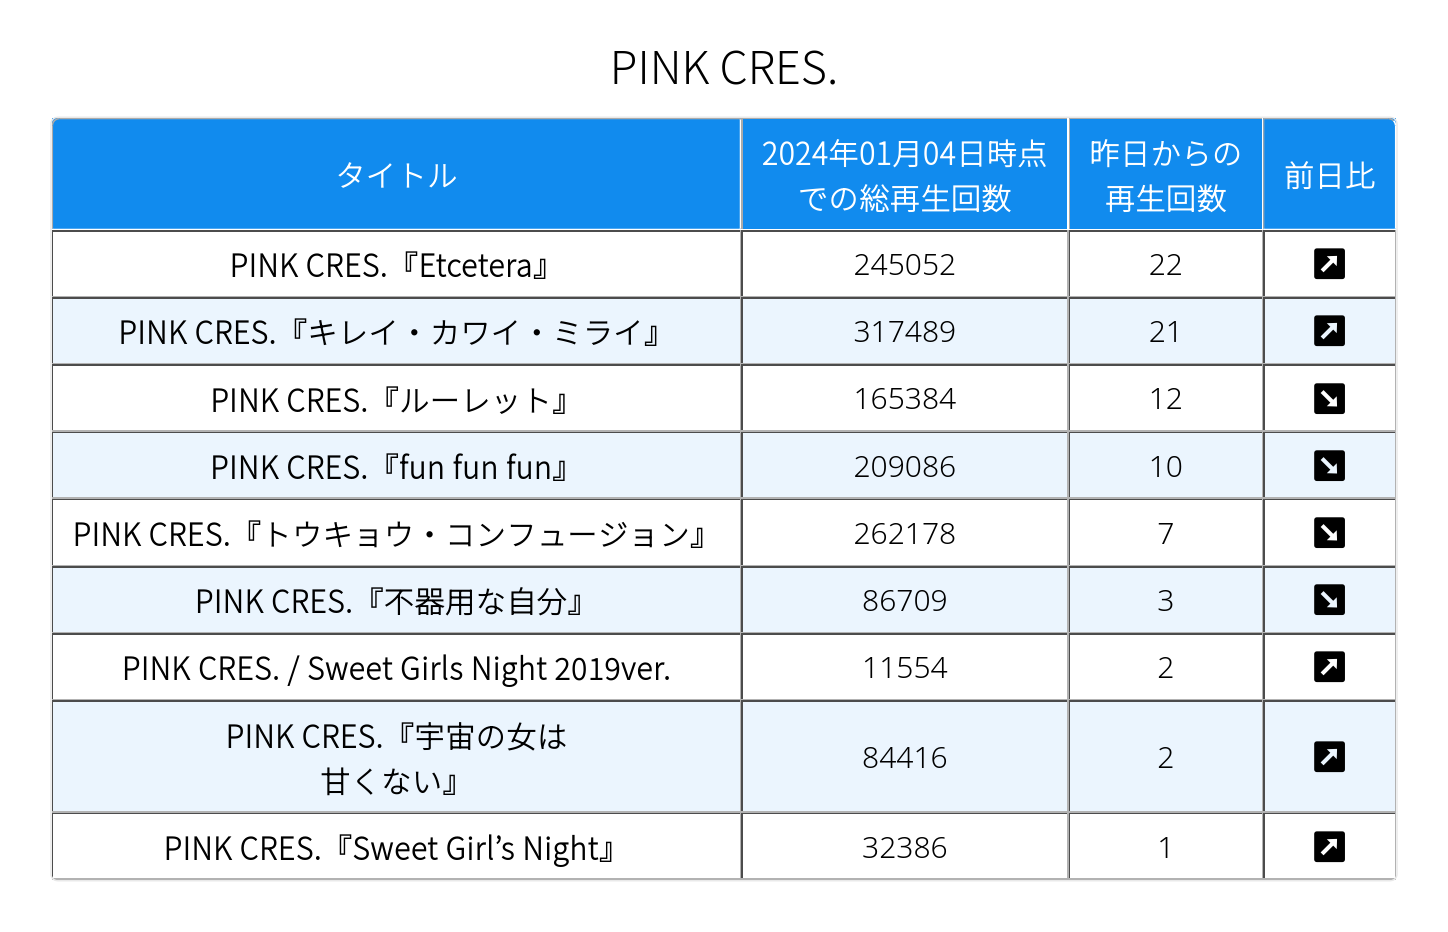 PINK CRES.
タイトル
2024年01月04日時点
での総再生回数
昨日からの
再生回数
前日比
PINK CRES.『Etcetera』 245052 22 ↗
PINK CRES.『キレイ・カワイ・ミライ』 317489 21 ↗
PINK CRES.『ルーレット』 165384 12 ↘
PINK CRES.『fun fun fun』 209086 10 ↘
PINK CRES.『トウキョウ・コンフュージョン』 262178 7 ↘
PINK CRES.『不器用な自分』 86709 3 ↘
PINK CRES. / Sweet Girls Night 2019ver. 11554 2 ↗
PINK CRES.『宇宙の女は
甘くない』 84416 2 ↗
PINK CRES.『Sweet Girl’s Night』 32386 1 ↗